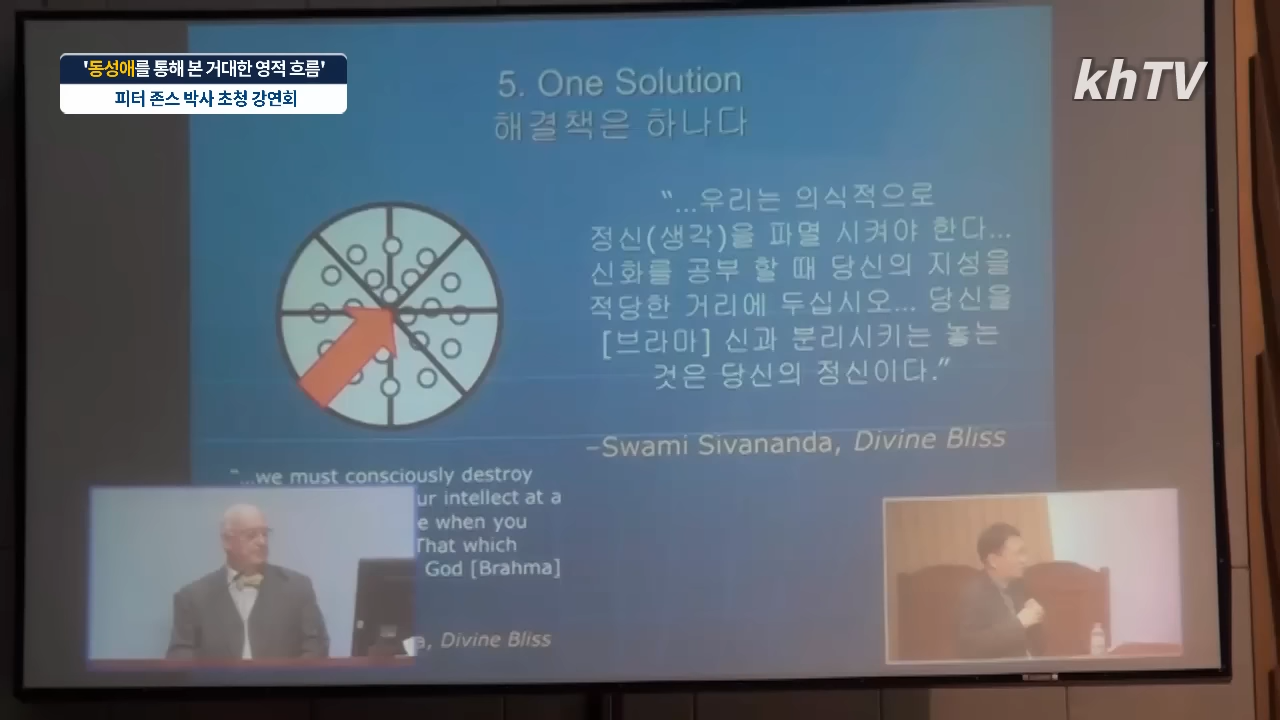 '동성애를 통해 본 거대한 영적 흐름'
피터 존스 박사 초청 강연회
khTV
5. One Solution
해결책은 하나다
“...우리는 의식적으로
정신(생각)을 파멸 시켜야 한다...
신화를 공부 할 때 당신의 지성을
적당한 거리에 두십시오... 당신을
[브라마] 신과 분리시키는 놓는
것은 당신의 정신이다.”
–Swami Sivananda, Divine Bliss
“...we must consciously destroy
ur intellect at a
e when you
That which
God [Brahma]
a, Divine Bliss